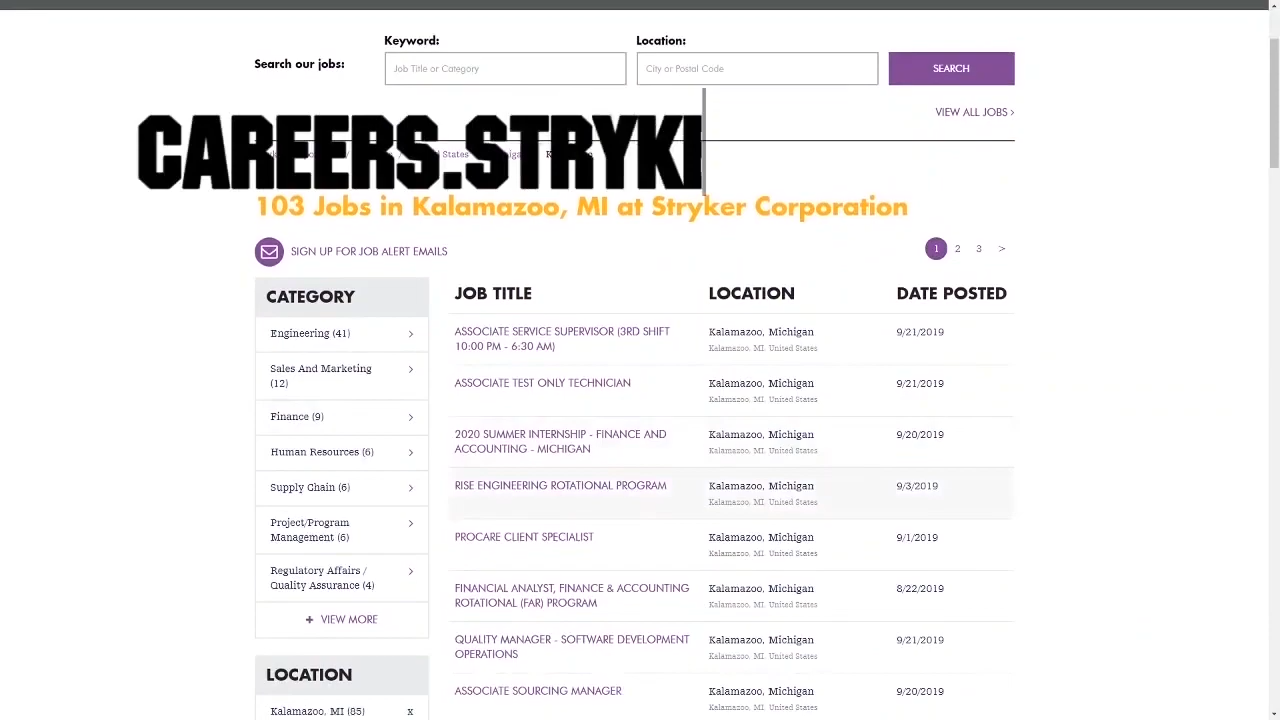 Keyword:
Location:
Search our jobs:
Job Title or Category
City or Postal Code
SEARCH
VIEW ALL JOBS >
CAREERS.STRYKI
103 Jobs in Kalamazoo, MI at Stryker Corporation
SIGN UP FOR JOB ALERT EMAILS
1 2 3 >
CATEGORY
Engineering (41)
Sales And Marketing
(12)
Finance (9)
Human Resources (6)
Supply Chain (6)
Project/Program
Management (6)
Regulatory Affairs /
Quality Assurance (4)
+ VIEW MORE
LOCATION
Kalamazoo, MI (85) x
JOB TITLE LOCATION DATE POSTED
ASSOCIATE SERVICE SUPERVISOR (3RD SHIFT
10:00 PM - 6:30 AM)
Kalamazoo, Michigan
Kalamazoo, MI, United States
9/21/2019
ASSOCIATE TEST ONLY TECHNICIAN
Kalamazoo, Michigan
Kalamazoo, MI, United States
9/21/2019
2020 SUMMER INTERNSHIP - FINANCE AND
ACCOUNTING - MICHIGAN
Kalamazoo, Michigan
Kalamazoo, MI, United States
9/20/2019
RISE ENGINEERING ROTATIONAL PROGRAM
Kalamazoo, Michigan
Kalamazoo, MI, United States
9/3/2019
PROCARE CLIENT SPECIALIST
Kalamazoo, Michigan
Kalamazoo, MI, United States
9/1/2019
FINANCIAL ANALYST, FINANCE & ACCOUNTING
ROTATIONAL (FAR) PROGRAM
Kalamazoo, Michigan
Kalamazoo, MI, United States
8/22/2019
QUALITY MANAGER - SOFTWARE DEVELOPMENT
OPERATIONS
Kalamazoo, Michigan
Kalamazoo, MI, United States
9/21/2019
ASSOCIATE SOURCING MANAGER
Kalamazoo, Michigan
Kalamazoo, MI, United States
9/20/2019